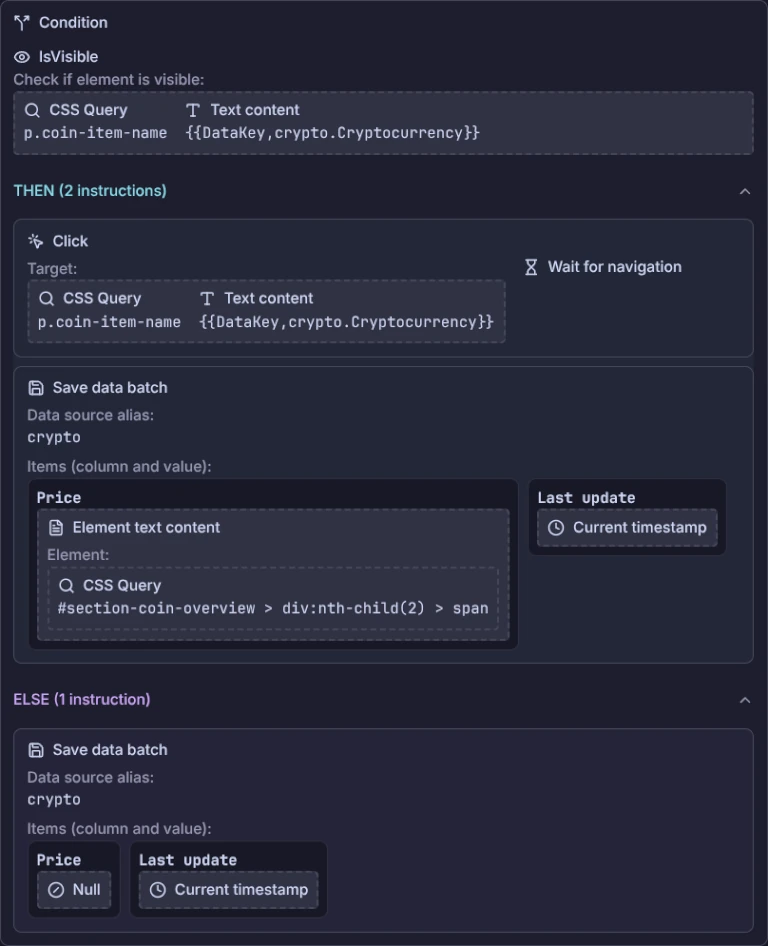 Condition
IsVisible
Check if element is visible:
CSS Query Text content
p.coin-item-name {{DataKey,crypto.Cryptocurrency}}
THEN (2 instructions)
Click
Target:
Wait for navigation
CSS Query Text content
p.coin-item-name {{DataKey,crypto.Cryptocurrency}}
Save data batch
Data source alias:
crypto
Items (column and value):
Price
Element text content
Element:
CSS Query
#section-coin-overview > div:nth-child(2) > span
Last update
Current timestamp
ELSE (1 instruction)
Save data batch
Data source alias:
crypto
Items (column and value):
Price
Null
Last update
Current timestamp